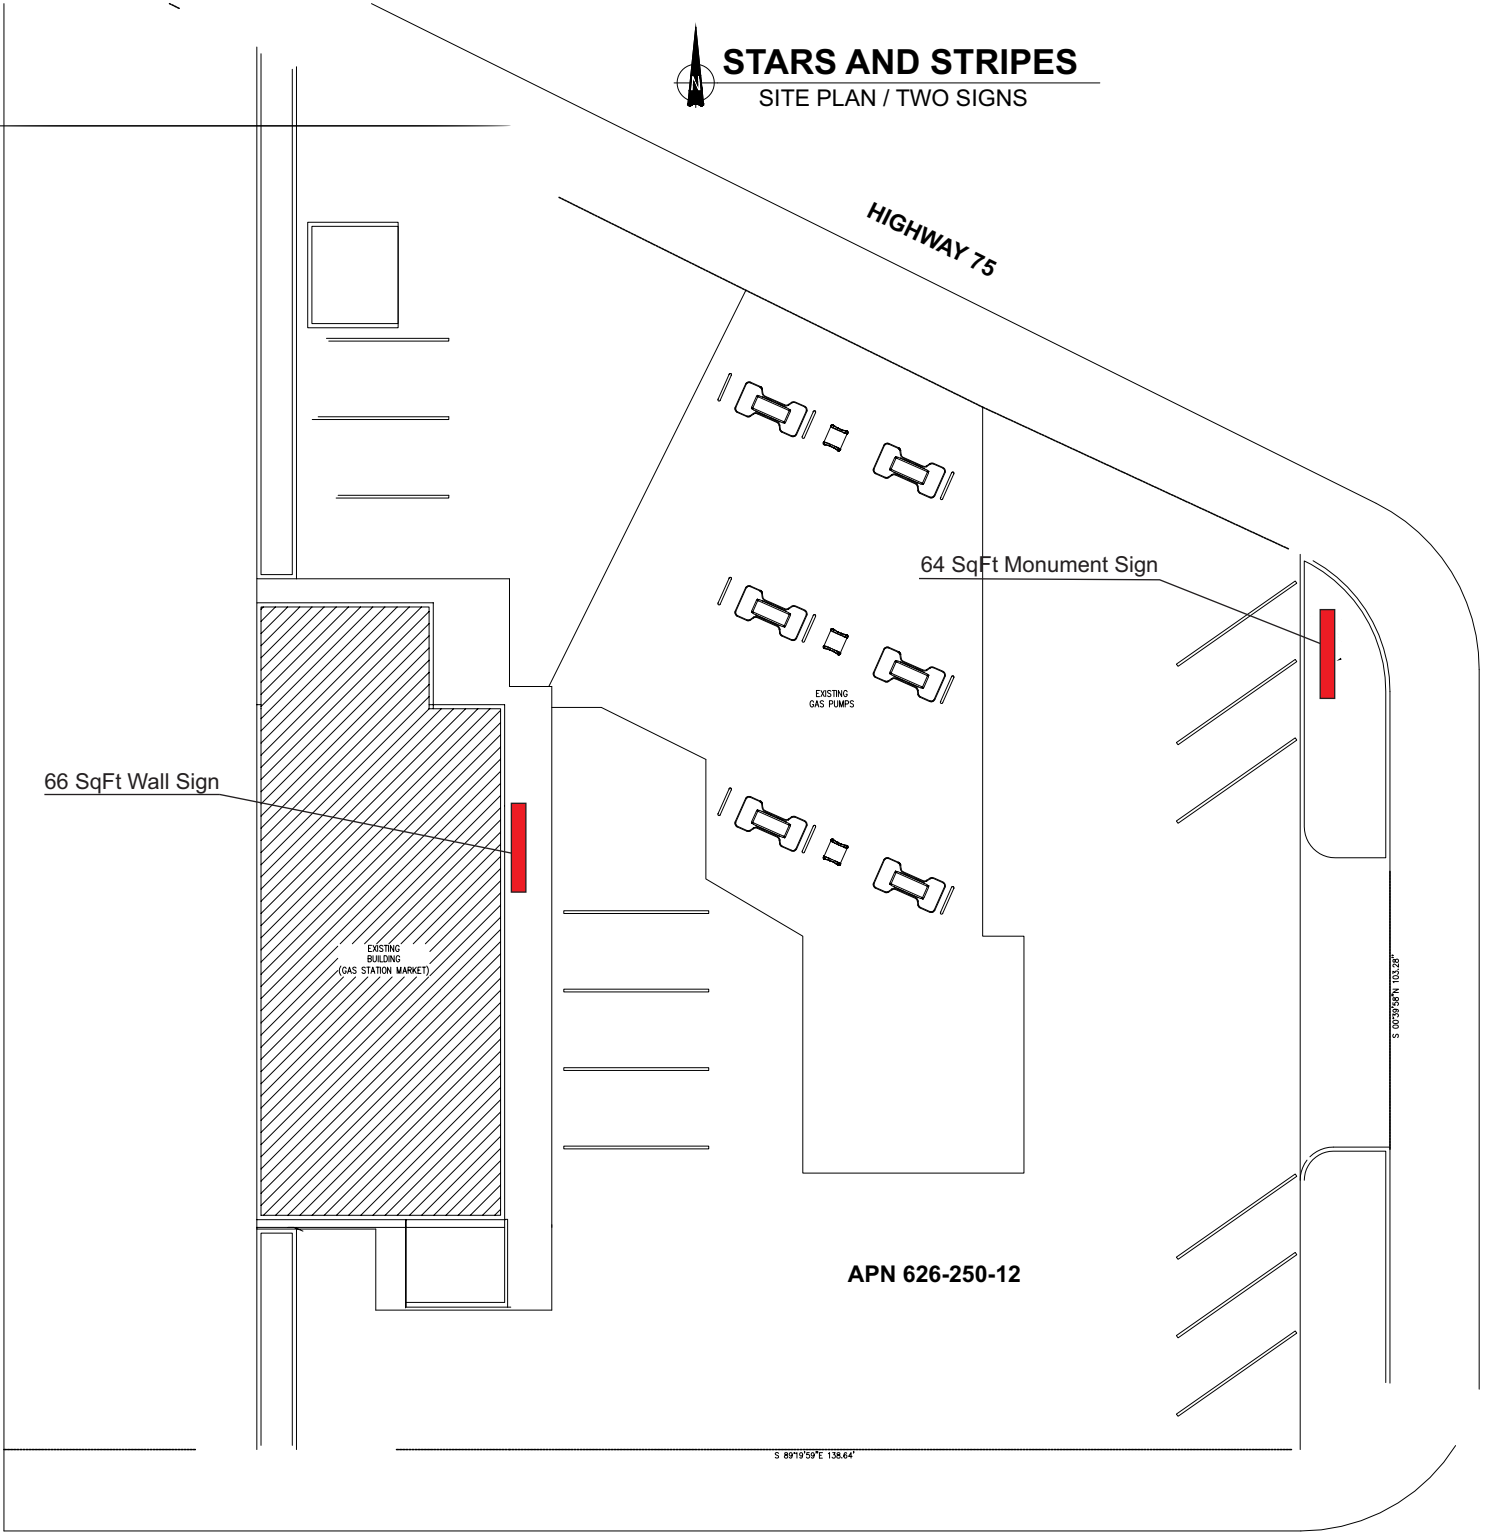 N
STARS AND STRIPES
SITE PLAN / TWO SIGNS
HIGHWAY 75
64 SqFt Monument Sign
EXISTING
GAS PUMPS
66 SqFt Wall Sign
EXISTING
BUILDING
(GAS STATION MARKET)
S 00°39'58"N 103.28'
APN 626-250-12
S 89°19'59"E 138.64'